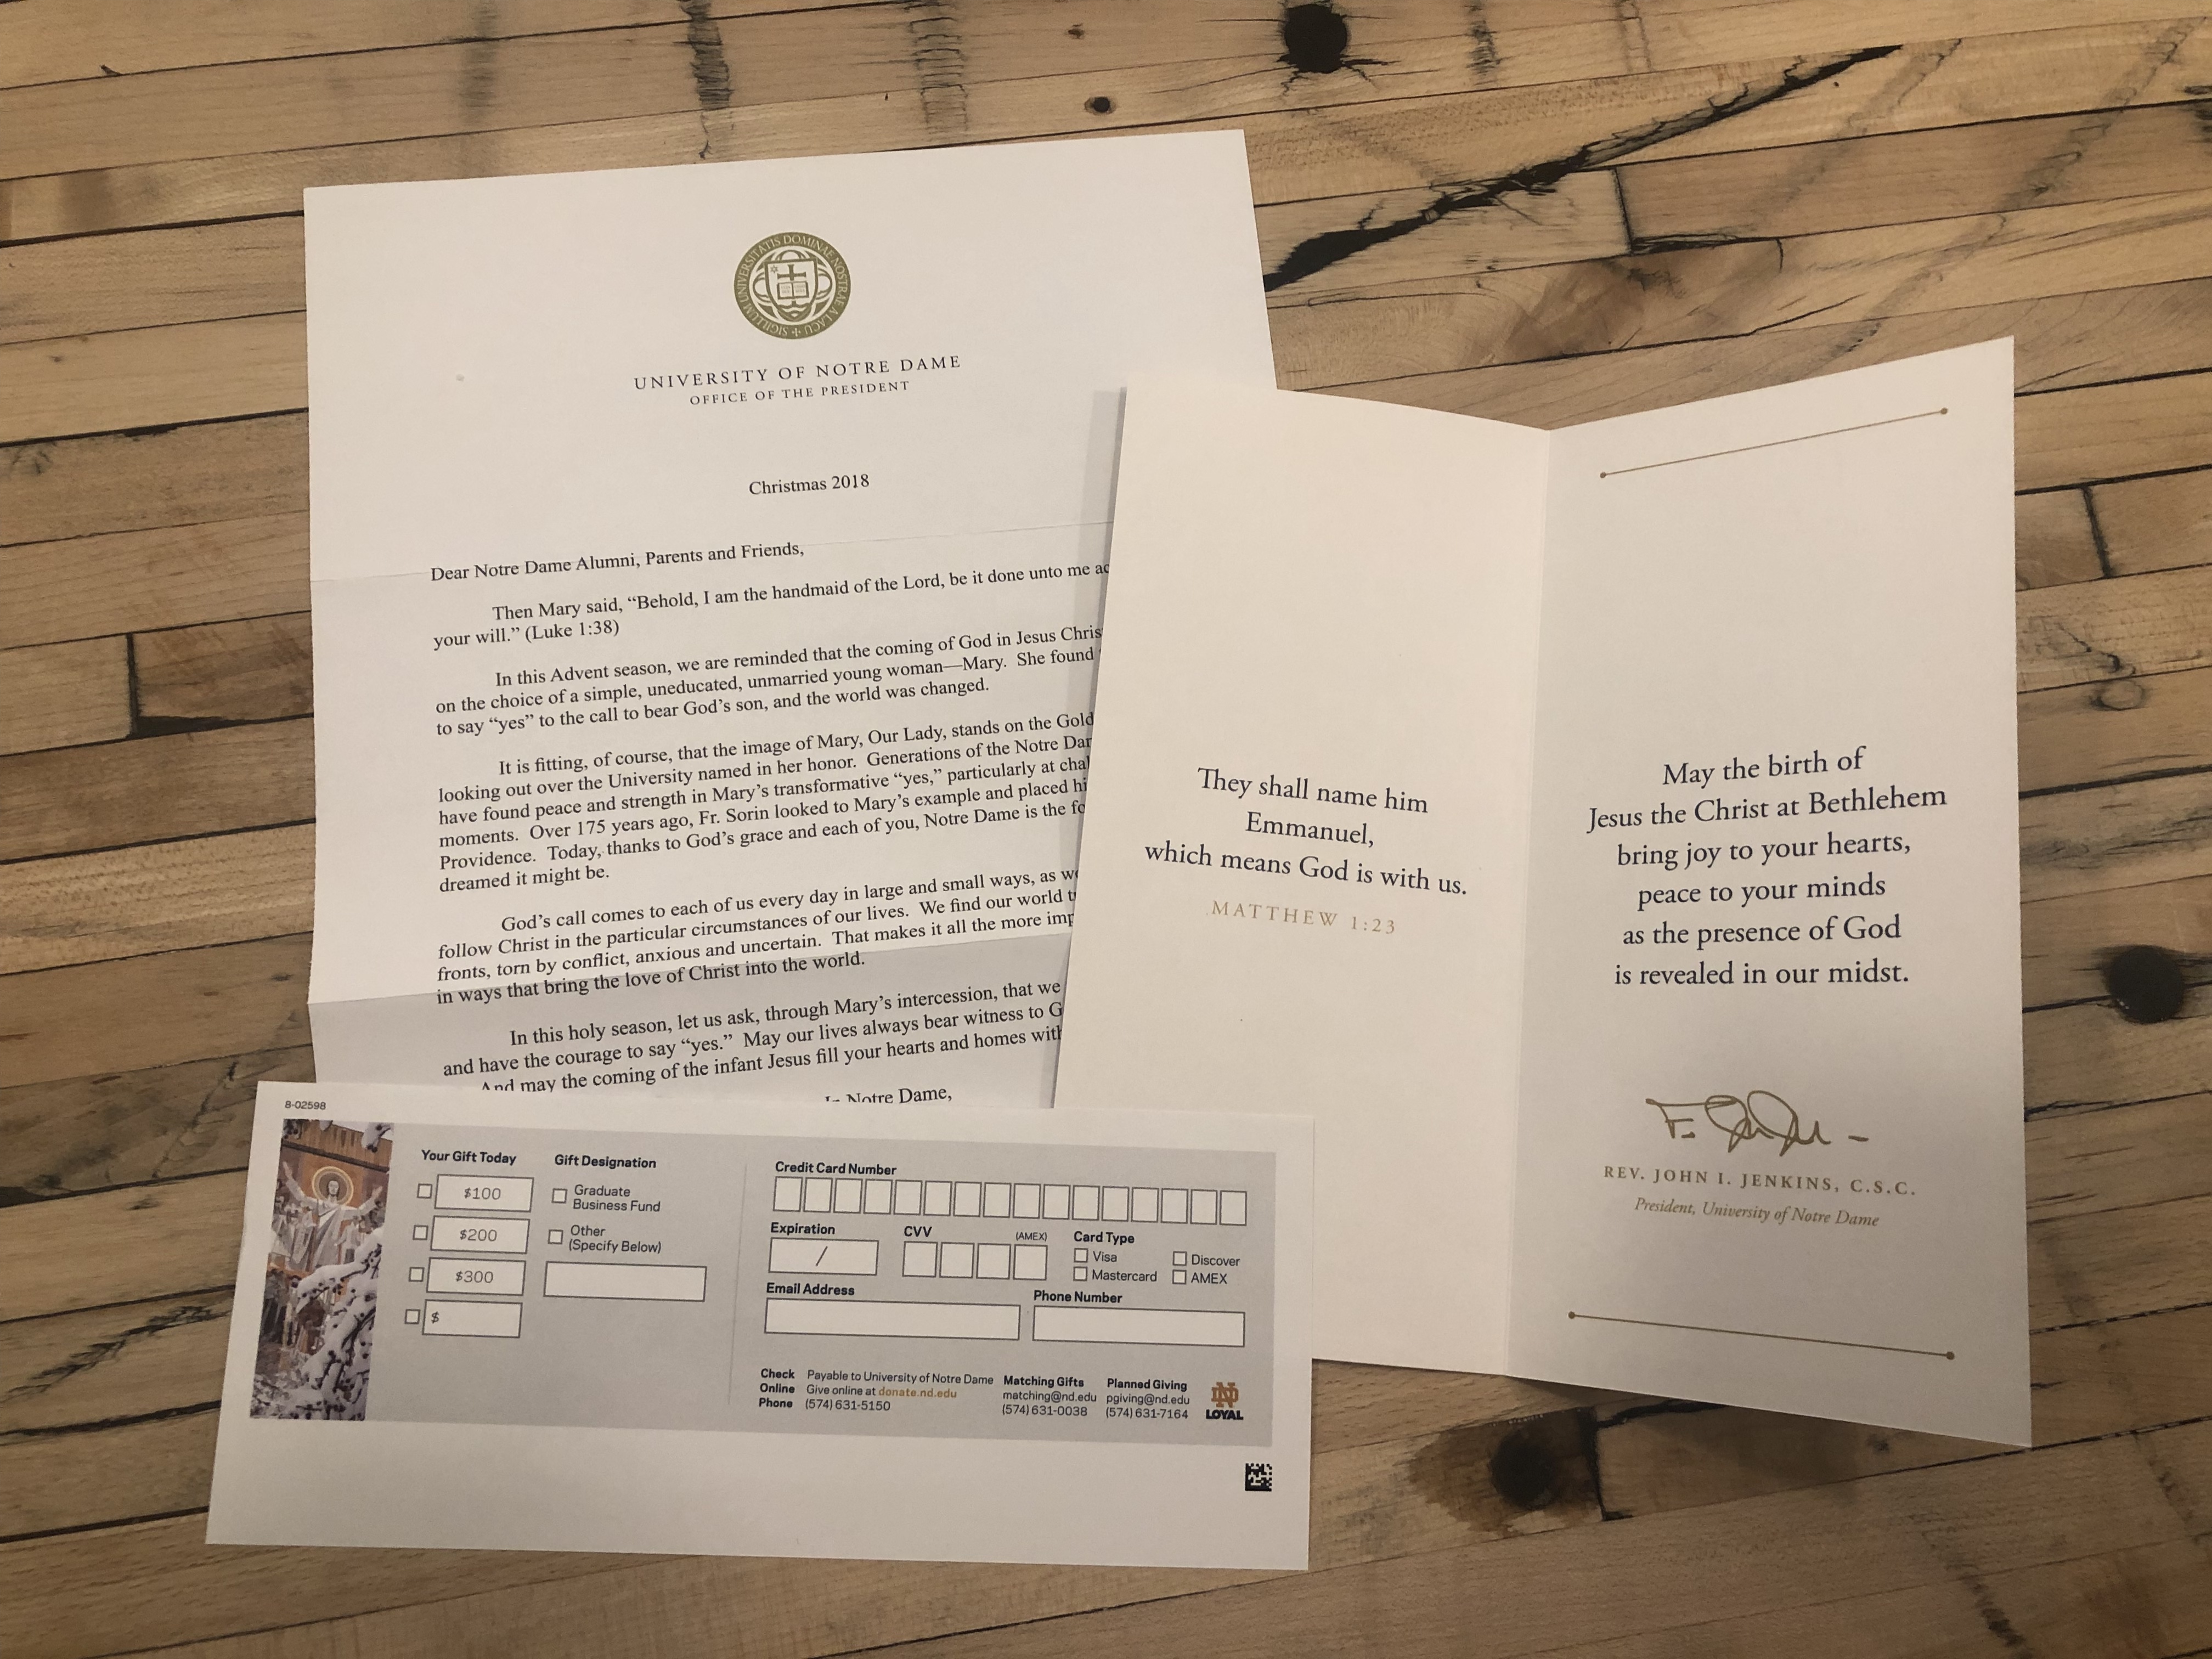 SIGILLUM UNIVERSITATIS DOMINAE NOSTRAE A LACU
UNIVERSITY OF NOTRE DAME
OFFICE OF THE PRESIDENT
Christmas 2018
Dear Notre Dame Alumni, Parents and Friends,
Then Mary said, “Behold, I am the handmaid of the Lord, be it done unto me ac
your will.” (Luke 1:38)
In this Advent season, we are reminded that the coming of God in Jesus Chris
on the choice of a simple, uneducated, unmarried young woman—Mary. She found
to say “yes” to the call to bear God’s son, and the world was changed.
It is fitting, of course, that the image of Mary, Our Lady, stands on the Gold
looking out over the University named in her honor. Generations of the Notre Dam
have found peace and strength in Mary’s transformative “yes,” particularly at chal
moments. Over 175 years ago, Fr. Sorin looked to Mary’s example and placed hi
Providence. Today, thanks to God’s grace and each of you, Notre Dame is the fo
dreamed it might be.
God’s call comes to each of us every day in large and small ways, as we
follow Christ in the particular circumstances of our lives. We find our world t
fronts, torn by conflict, anxious and uncertain. That makes it all the more imp
in ways that bring the love of Christ into the world.
In this holy season, let us ask, through Mary’s intercession, that we
and have the courage to say “yes.” May our lives always bear witness to G
And may the coming of the infant Jesus fill your hearts and homes with
In Notre Dame,
They shall name him
Emmanuel,
which means God is with us.
MATTHEW 1:23
May the birth of
Jesus the Christ at Bethlehem
bring joy to your hearts,
peace to your minds
as the presence of God
is revealed in our midst.
REV. JOHN I. JENKINS, C.S.C.
President, University of Notre Dame
8-02598
Your Gift Today
$100
$200
$300
$
Gift Designation
Graduate
Business Fund
Other
(Specify Below)
Credit Card Number
Expiration
/
CVV
(AMEX)
Card Type
Visa
Discover
Mastercard
AMEX
Email Address
Phone Number
Check Payable to University of Notre Dame
Online Give online at donate.nd.edu
Phone (574) 631-5150
Matching Gifts
matching@nd.edu
(574) 631-0038
Planned Giving
pgiving@nd.edu
(574) 631-7164
ND
LOYAL